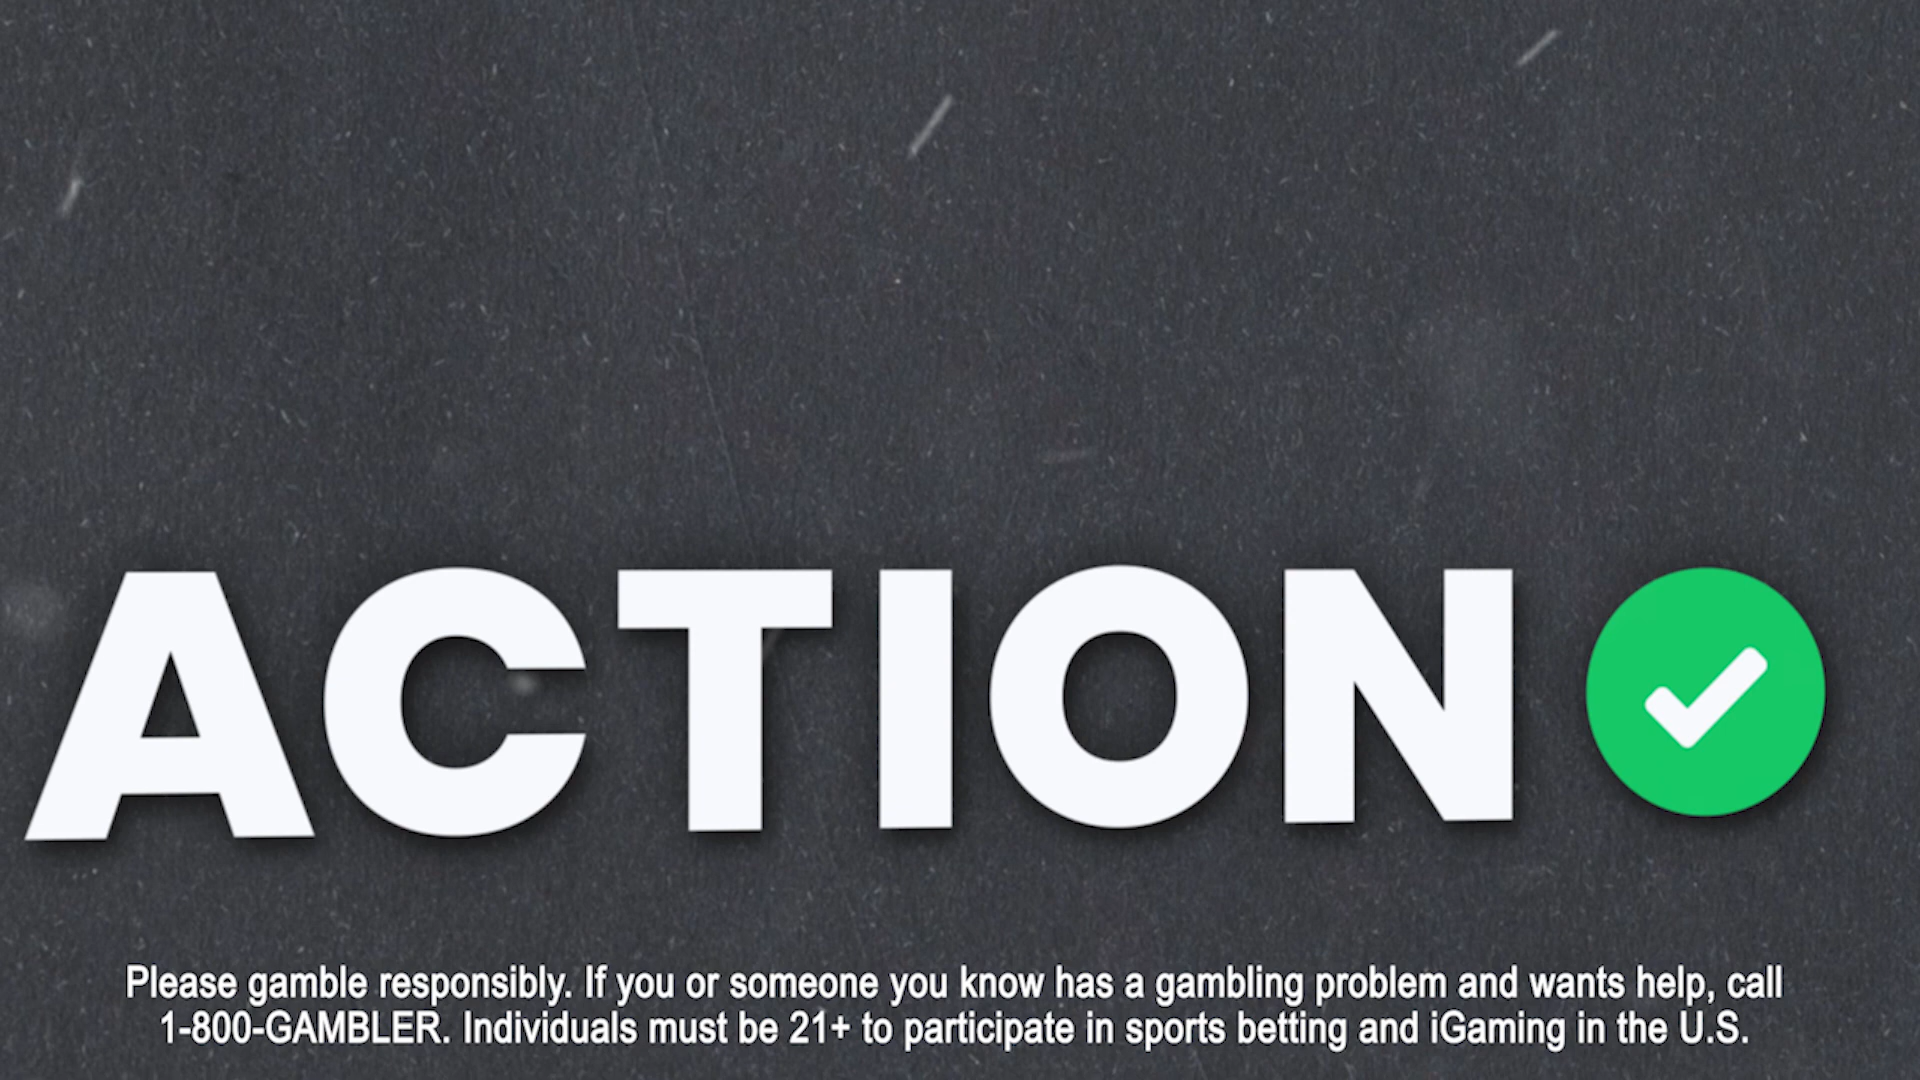 ACTION
Please gamble responsibly. If you or someone you know has a gambling problem and wants help, call
1-800-GAMBLER. Individuals must be 21+ to participate in sports betting and iGaming in the U.S.